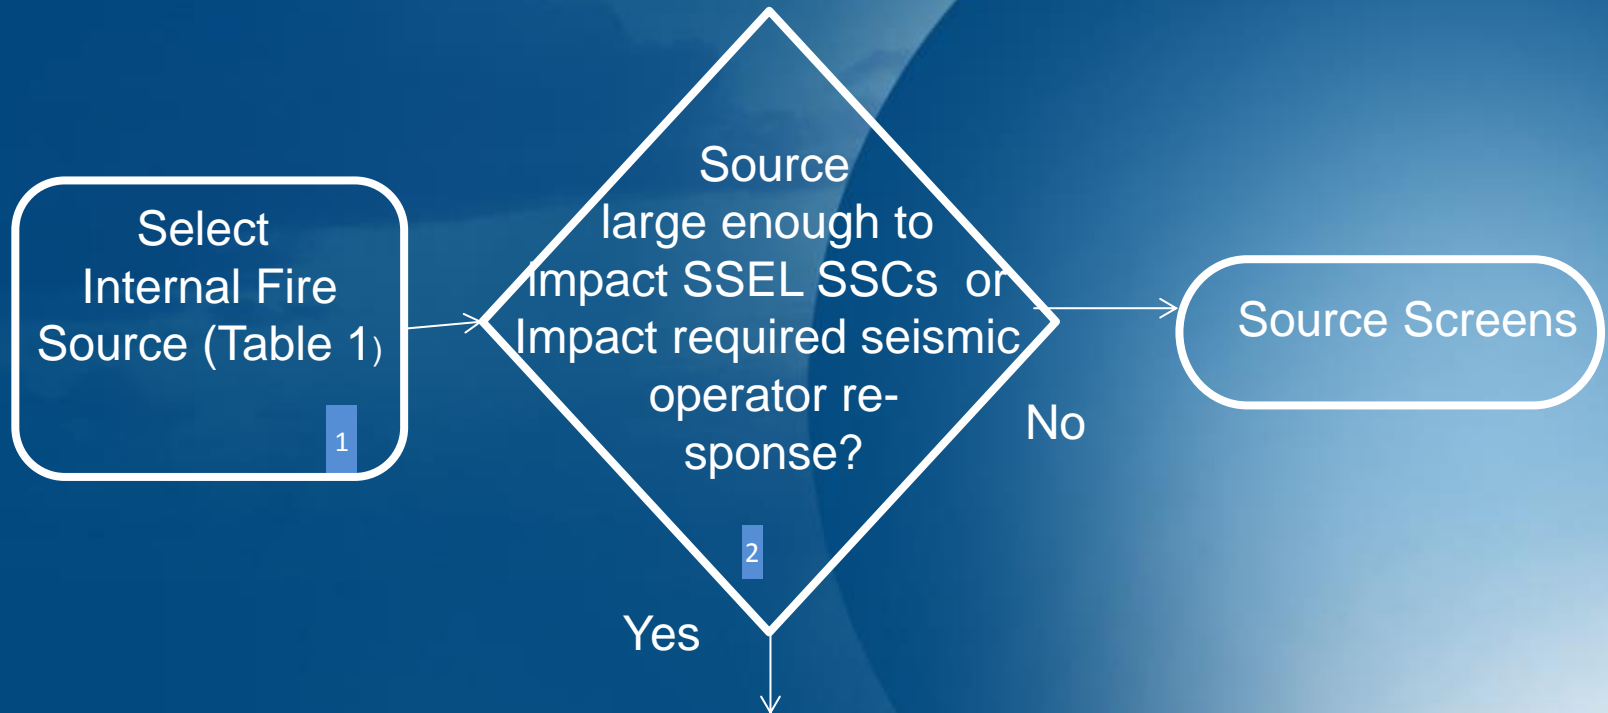 Select
Internal Fire
Source (Table 1)
1
Source
large enough to
impact SSEL SSCs or
Impact required seismic
operator re-
sponse?
2
No
Yes
Source Screens